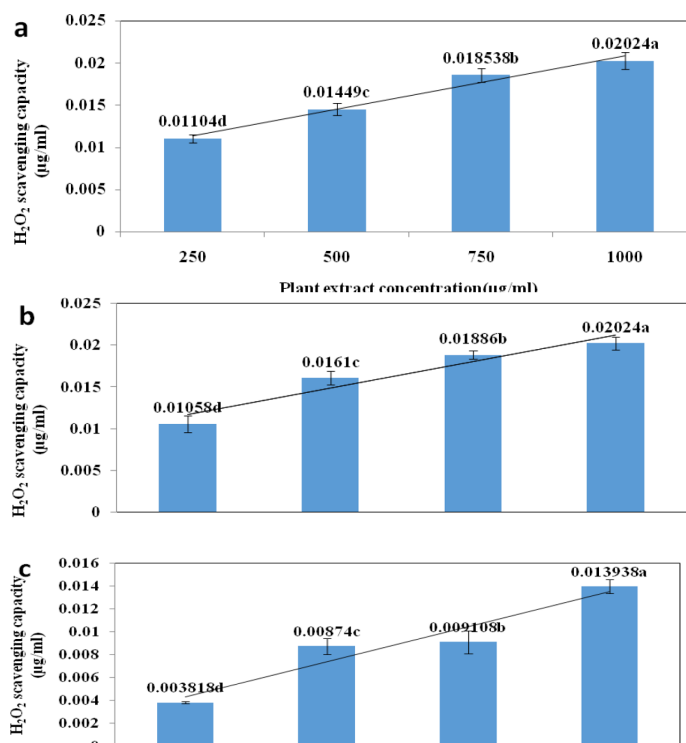 a
H₂O₂ scavenging capacity
(µg/ml)
0.025
0.02
0.015
0.01
0.005
0
0.01104d
0.01449c
0.018538b
0.02024a
250 500 750 1000
Plant extract concentration(µg/ml)
b
H₂O₂ scavenging capacity
(µg/ml)
0.025
0.02
0.015
0.01
0.005
0
0.01058d
0.0161c
0.01886b
0.02024a
c
H₂O₂ scavenging capacity
(µg/ml)
0.016
0.014
0.012
0.01
0.008
0.006
0.004
0.002
0
0.003818d
0.00874c
0.009108b
0.013938a